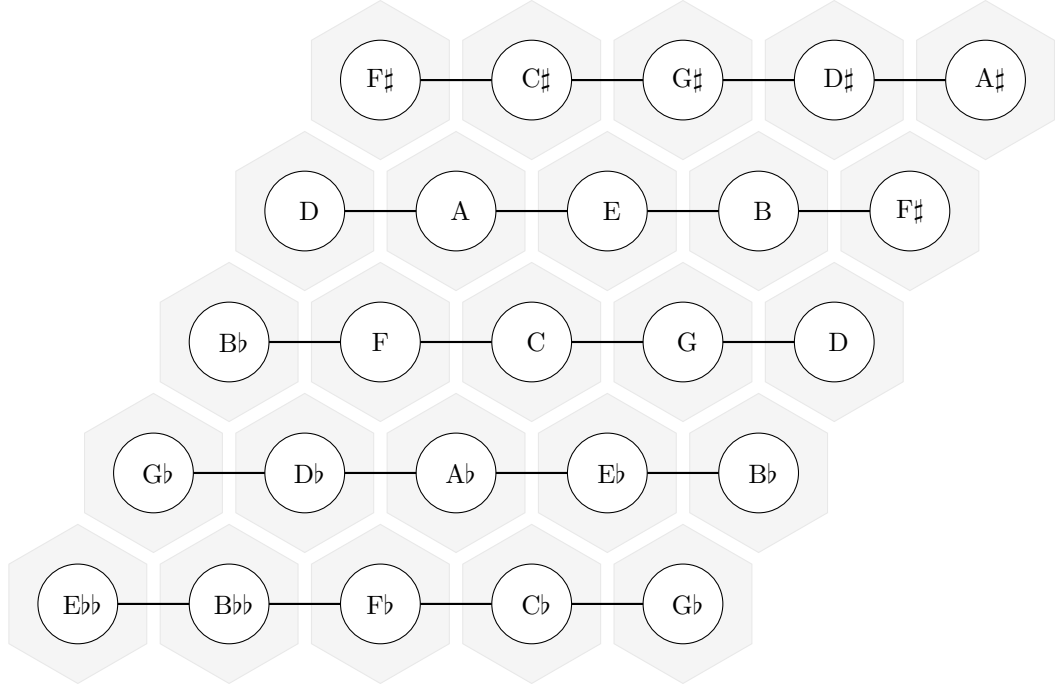 F♯ C♯ G♯ D♯ A♯
D A E B F♯
B♭ F C G D
G♭ D♭ A♭ E♭ B♭
E♭♭ B♭♭ F♭ C♭ G♭